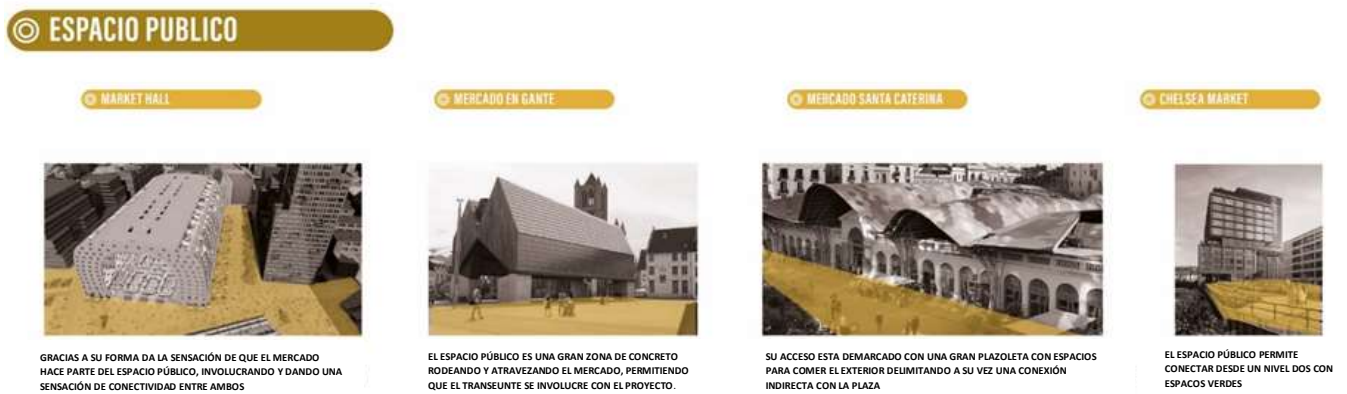 ESPACIO PUBLICO
MARKET HALL
MERCADO EN GANTE
MERCADO SANTA CATERINA
CHELSEA MARKET
GRACIAS A SU FORMA DA LA SENSACIÓN DE QUE EL MERCADO
HACE PARTE DEL ESPACIO PÚBLICO, INVOLUCRANDO Y DANDO UNA
SENSACIÓN DE CONECTIVIDAD ENTRE AMBOS
EL ESPACIO PÚBLICO ES UNA GRAN ZONA DE CONCRETO
RODEANDO Y ATRAVEZANDO EL MERCADO, PERMITIENDO
QUE EL TRANSEUNTE SE INVOLUCRE CON EL PROYECTO.
SU ACCESO ESTA DEMARCADO CON UNA GRAN PLAZOLETA CON ESPACIOS
PARA COMER EL EXTERIOR DELIMITANDO A SU VEZ UNA CONEXIÓN
INDIRECTA CON LA PLAZA
EL ESPACIO PÚBLICO PERMITE
CONECTAR DESDE UN NIVEL DOS CON
ESPACOS VERDES